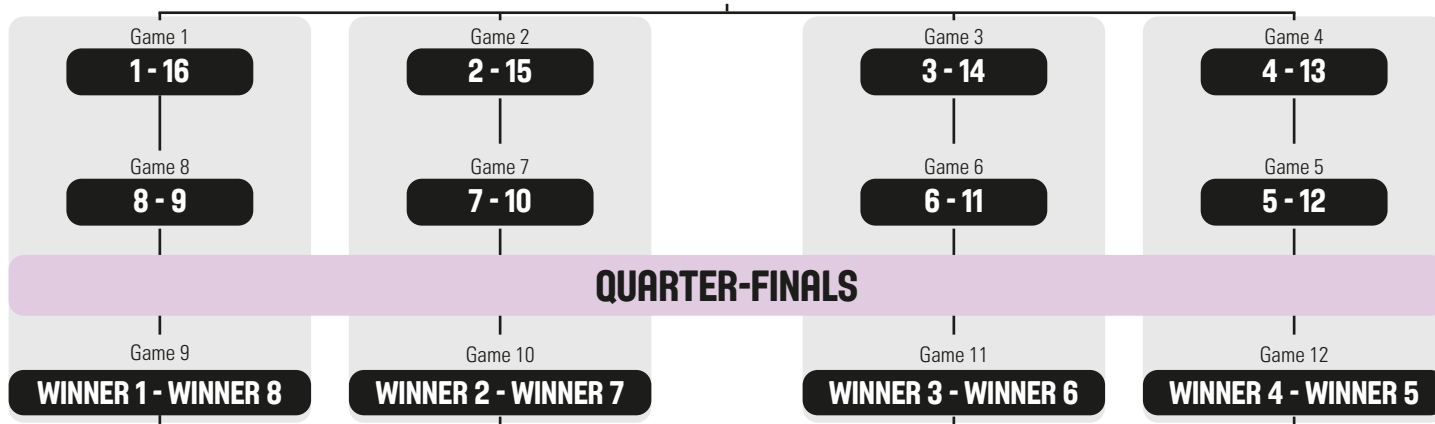 Game 1
1 - 16
Game 2
2 - 15
Game 3
3 - 14
Game 4
4 - 13
Game 8
8 - 9
Game 7
7 - 10
Game 6
6 - 11
Game 5
5 - 12
QUARTER-FINALS
Game 9
WINNER 1 - WINNER 8
Game 10
WINNER 2 - WINNER 7
Game 11
WINNER 3 - WINNER 6
Game 12
WINNER 4 - WINNER 5